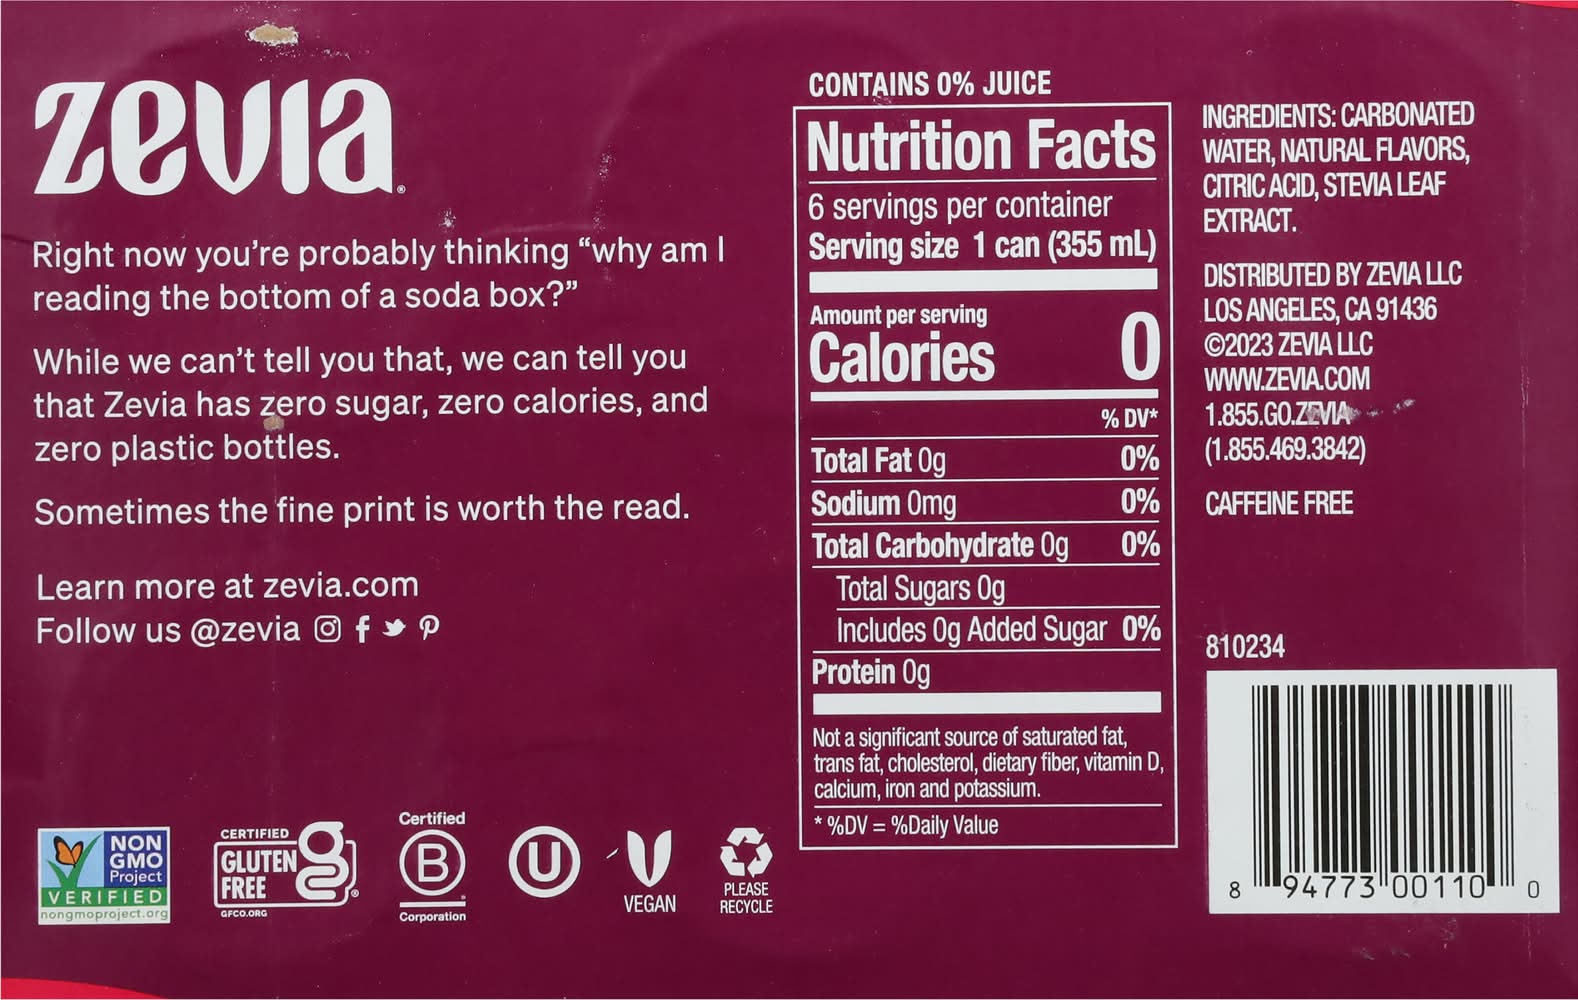 zevia®
Right now you're probably thinking “why am I
reading the bottom of a soda box?”
While we can't tell you that, we can tell you
that Zevia has zero sugar, zero calories, and
zero plastic bottles.
Sometimes the fine print is worth the read.
Learn more at zevia.com
Follow us @zevia
NON
GMO
Project
VERIFIED
nongmoproject.org
CERTIFIED
GLUTEN
FREE
GFCO.ORG
®
Certified
B
Corporation
U
VEGAN
PLEASE
RECYCLE
CONTAINS 0% JUICE
Nutrition Facts
6 servings per container
Serving size 1 can (355 mL)
Amount per serving
Calories 0
% DV*
Total Fat 0g 0%
Sodium 0mg 0%
Total Carbohydrate 0g 0%
Total Sugars 0g
Includes 0g Added Sugar 0%
Protein 0g
Not a significant source of saturated fat,
trans fat, cholesterol, dietary fiber, vitamin D,
calcium, iron and potassium.
* %DV = %Daily Value
INGREDIENTS: CARBONATED
WATER, NATURAL FLAVORS,
CITRIC ACID, STEVIA LEAF
EXTRACT.
DISTRIBUTED BY ZEVIA LLC
LOS ANGELES, CA 91436
©2023 ZEVIA LLC
WWW.ZEVIA.COM
1.855.GO.ZEVIA
(1.855.469.3842)
CAFFEINE FREE
810234
8 94773 00110 0